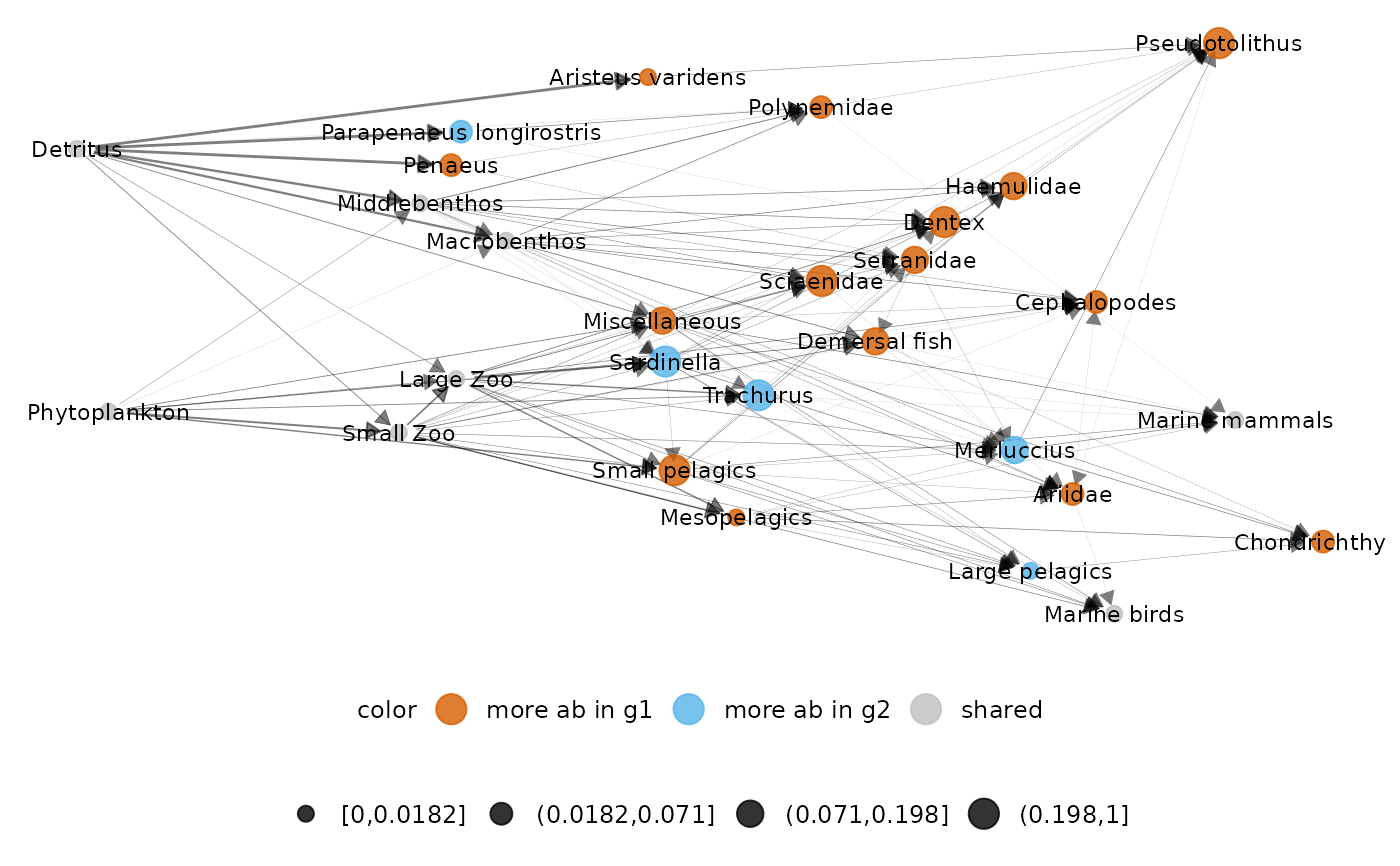 Pseudotolithus
Aristeus varidens
Polynemidae
Parapenaeus longirostris
Detritus
Penaeus
Haemulidae
Middlebenthos
Dentex
Macrobenthos
Serranidae
Sciaenidae
Cephalopodes
Miscellaneous
Demersal fish
Sardinella
Large Zoo
Trachurus
Phytoplankton
Marine mammals
Small Zoo
Merluccius
Small pelagics
Ariidae
Mesopelagics
Chondrichthy
Large pelagics
Marine birds
color more ab in g1 more ab in g2 shared
[0,0.0182] (0.0182,0.071] (0.071,0.198] (0.198,1]